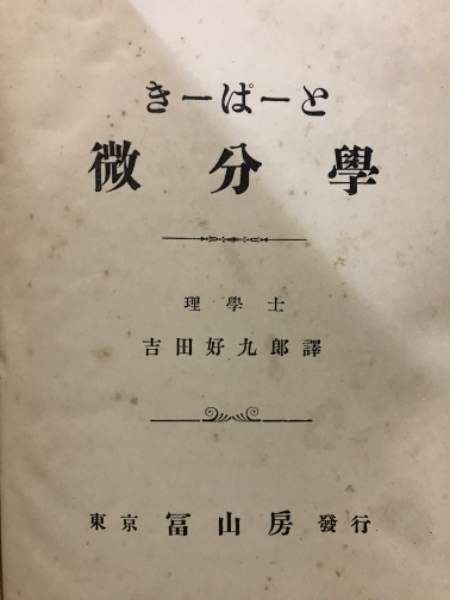 きーぱーと
微分學
理學士
吉田好九郎譯
東京 冨山房 發行